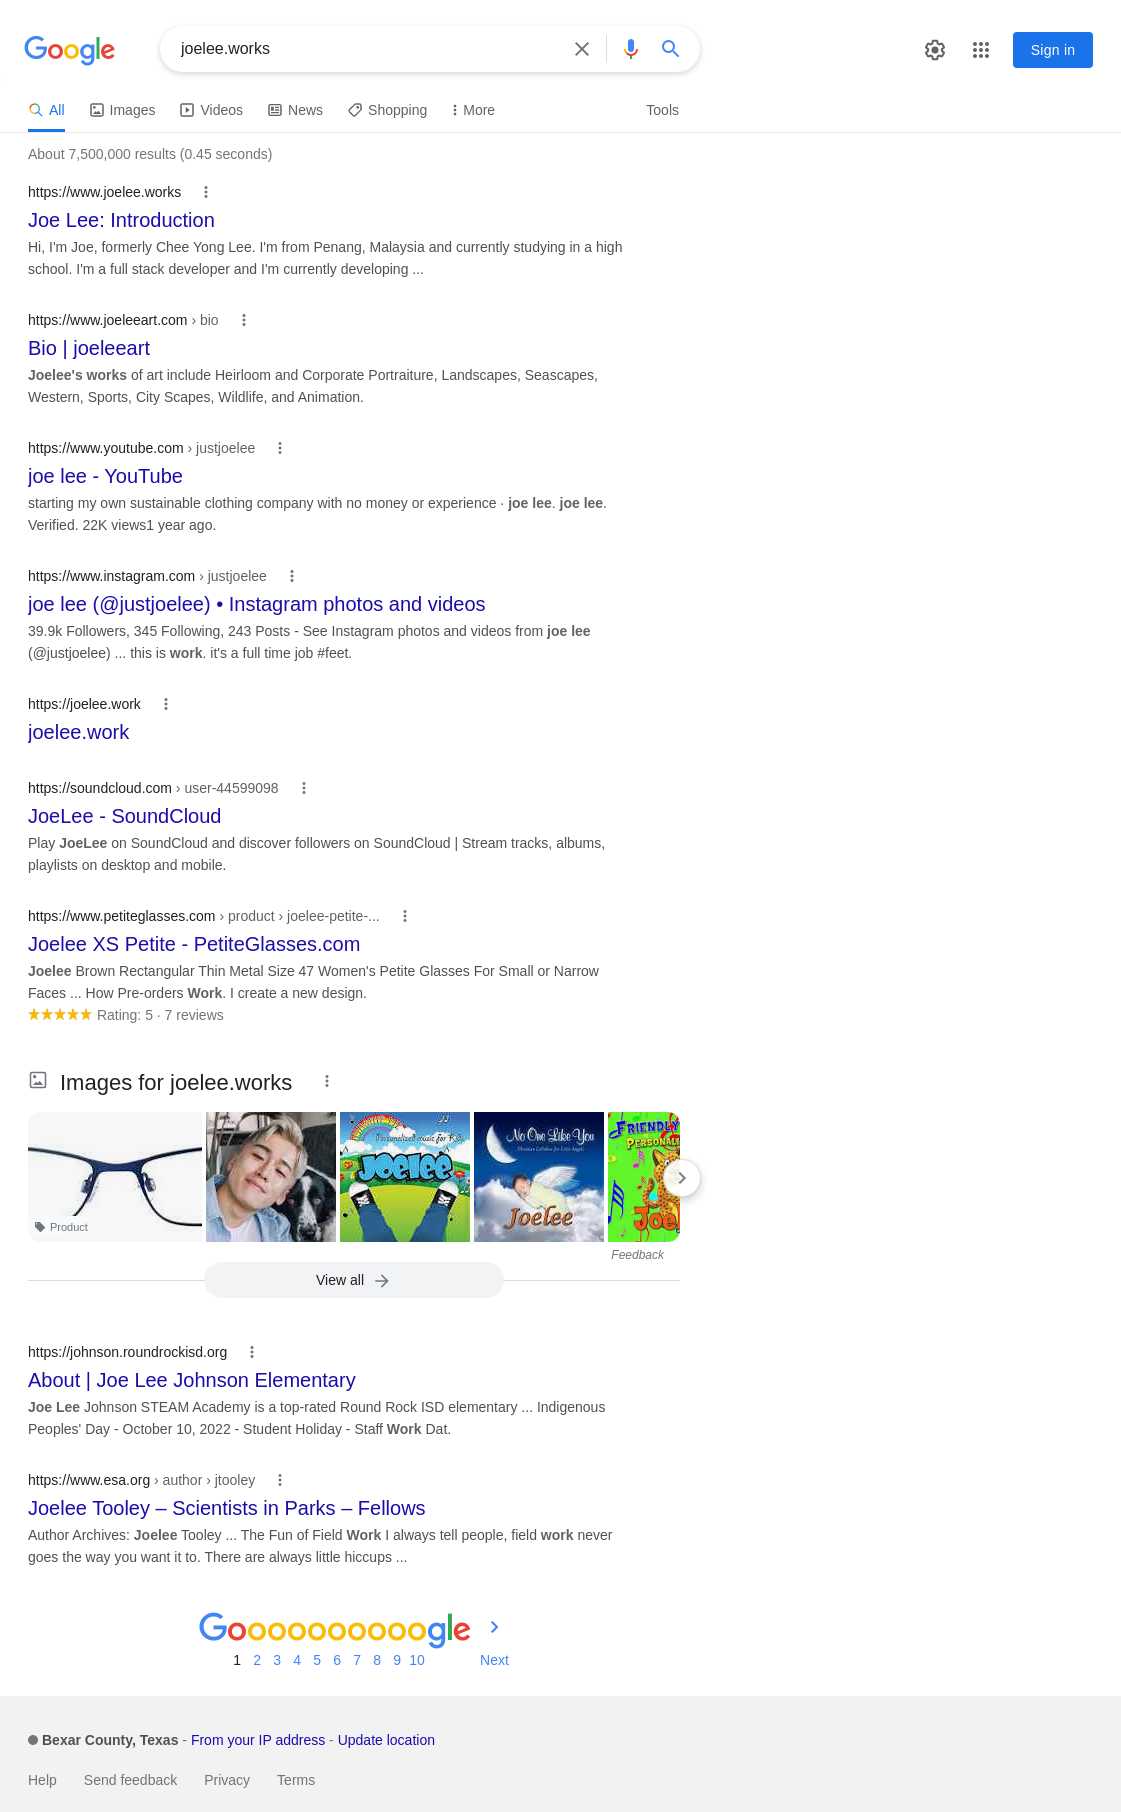 Google
joelee.works
Sign in
All
Images
Videos
News
Shopping
More
Tools
About 7,500,000 results (0.45 seconds)
https://www.joelee.works
Joe Lee: Introduction
Hi, I'm Joe, formerly Chee Yong Lee. I'm from Penang, Malaysia and currently studying in a high
school. I'm a full stack developer and I'm currently developing ...
https://www.joeleeart.com › bio
Bio | joeleeart
Joelee's works of art include Heirloom and Corporate Portraiture, Landscapes, Seascapes,
Western, Sports, City Scapes, Wildlife, and Animation.
https://www.youtube.com › justjoelee
joe lee - YouTube
starting my own sustainable clothing company with no money or experience · joe lee. joe lee.
Verified. 22K views1 year ago.
https://www.instagram.com › justjoelee
joe lee (@justjoelee) • Instagram photos and videos
39.9k Followers, 345 Following, 243 Posts - See Instagram photos and videos from joe lee
(@justjoelee) ... this is work. it's a full time job #feet.
https://joelee.work
joelee.work
https://soundcloud.com › user-44599098
JoeLee - SoundCloud
Play JoeLee on SoundCloud and discover followers on SoundCloud | Stream tracks, albums,
playlists on desktop and mobile.
https://www.petiteglasses.com › product › joelee-petite-...
Joelee XS Petite - PetiteGlasses.com
Joelee Brown Rectangular Thin Metal Size 47 Women's Petite Glasses For Small or Narrow
Faces ... How Pre-orders Work. I create a new design.
Rating: 5 · 7 reviews
Images for joelee.works
Product
Personalized music for Kids
Joelee
No One Like You
Christian Lullabies for Little Angels
Joelee
FRIENDLY
PERSONAL
Joe
Feedback
View all
https://johnson.roundrockisd.org
About | Joe Lee Johnson Elementary
Joe Lee Johnson STEAM Academy is a top-rated Round Rock ISD elementary ... Indigenous
Peoples' Day - October 10, 2022 - Student Holiday - Staff Work Dat.
https://www.esa.org › author › jtooley
Joelee Tooley – Scientists in Parks – Fellows
Author Archives: Joelee Tooley ... The Fun of Field Work I always tell people, field work never
goes the way you want it to. There are always little hiccups ...
Goooooooooogle
1 2 3 4 5 6 7 8 9 10 Next
Bexar County, Texas - From your IP address - Update location
Help Send feedback Privacy Terms